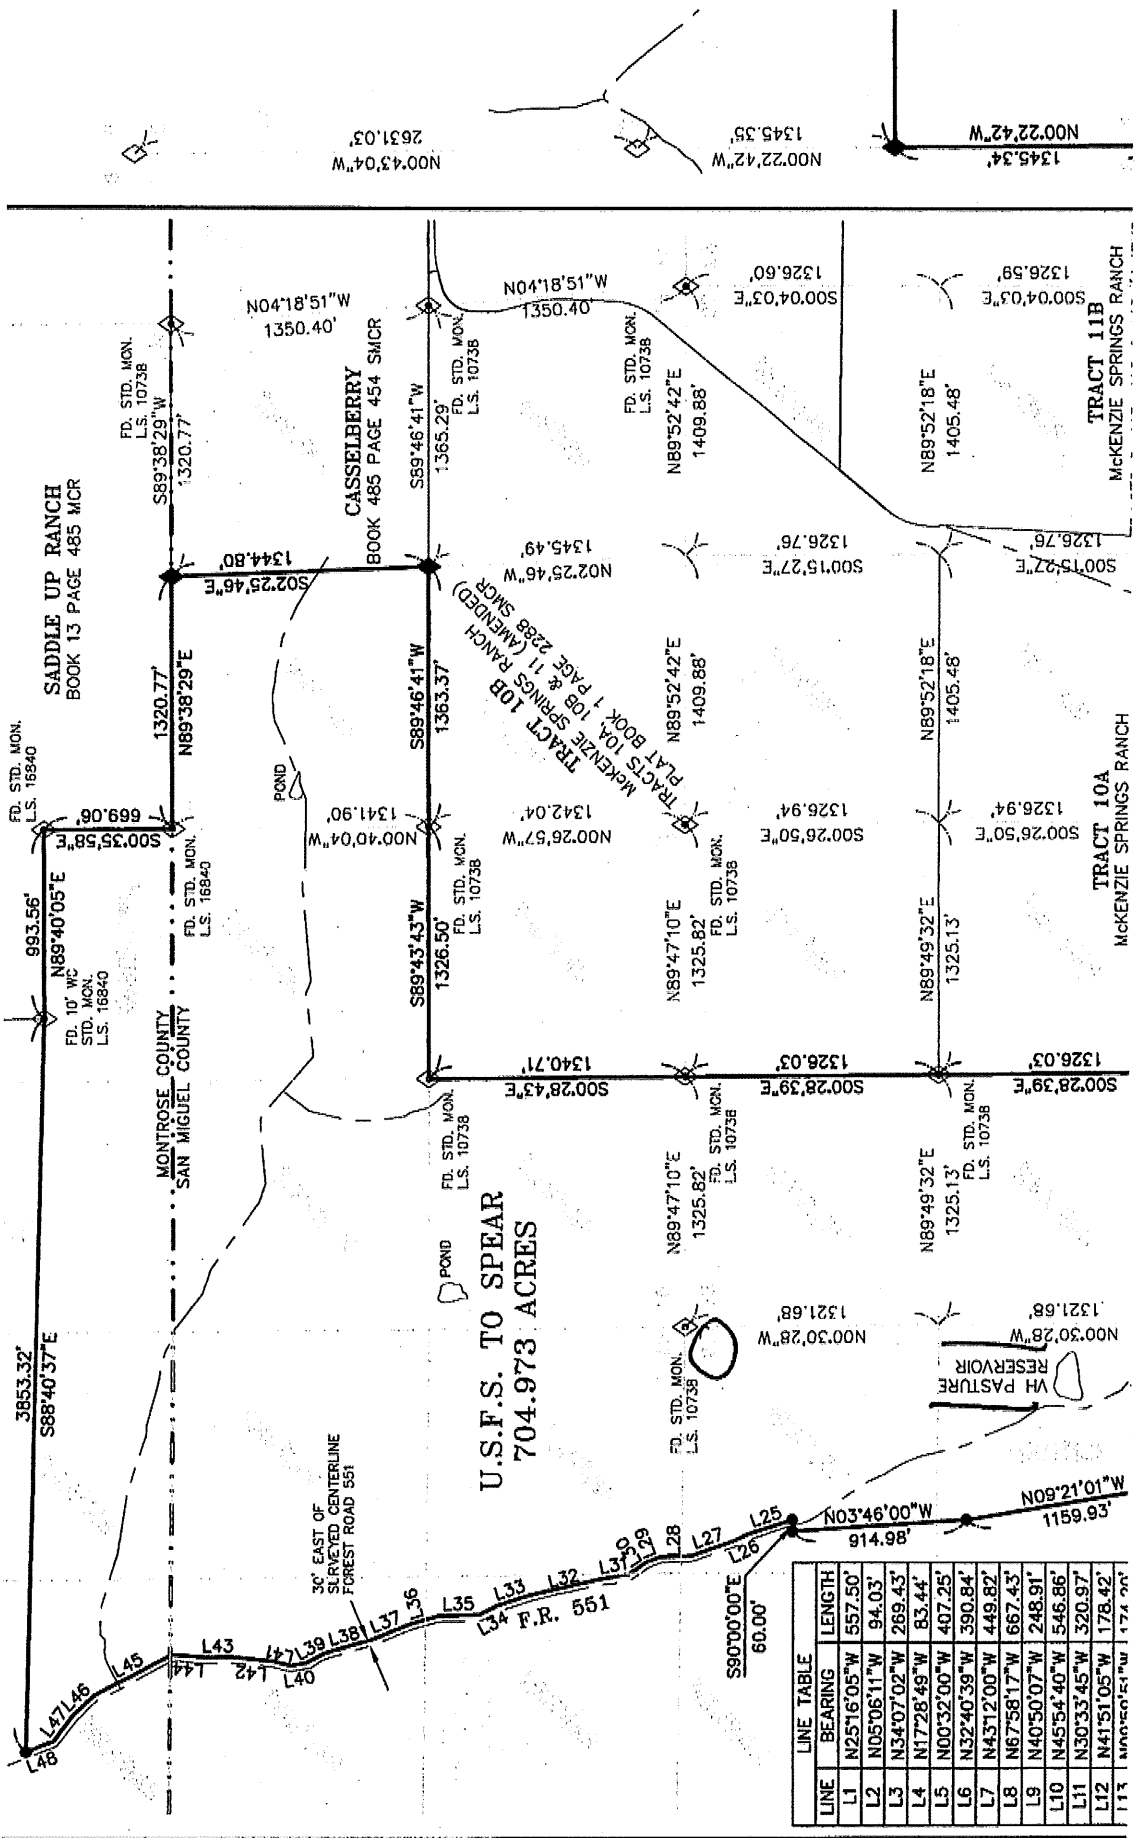 N00°43'04"W
2631.03'
N00°22'42"W
1345.35'
N00°22'42"W
1345.34'
SADDLE UP RANCH
BOOK 13 PAGE 485 MCR
FD. STD. MON.
L.S. 16840
993.56'
N89°40'05"E
FD. 10' WC
STD. MON.
L.S. 16840
3853.32'
S88°40'37"E
S00°35'58"E
669.06'
FD. STD. MON.
L.S. 16840
1320.77'
N89°38'29"E
S89°38'29"W
1320.77'
FD. STD. MON.
L.S. 10738
MONTROSE COUNTY
SAN MIGUEL COUNTY
N04°18'51"W
1350.40'
S02°25'46"E
1344.80'
CASSELBERRY
BOOK 485 PAGE 454 SMCR
POND
N00°40'04"W
1341.90'
S89°46'41"W
1365.29'
FD. STD. MON.
L.S. 10738
S89°46'41"W
1363.37'
S89°43'43"W
1326.50'
FD. STD. MON.
L.S. 10738
N04°18'51"W
1350.40'
FD. STD. MON.
L.S. 10738
N02°25'46"W
1345.49'
TRACT 10B
McKENZIE SPRINGS RANCH
TRACTS 10A, 10B & 11 (AMENDED)
PLAT BOOK 1 PAGE 2288 SMCR
N00°26'57"W
1342.04'
S00°28'43"E
1340.71'
FD. STD. MON.
L.S. 10738
POND
U.S.F.S. TO SPEAR
704.973 ACRES
N89°52'42"E
1409.88'
N89°52'42"E
1409.88'
N89°47'10"E
1325.82'
FD. STD. MON.
L.S. 10738
N89°47'10"E
1325.82'
FD. STD. MON.
L.S. 10738
FD. STD. MON.
L.S. 10738
S00°04'03"E
1326.60'
S00°15'27"E
1326.76'
S00°26'50"E
1326.94'
S00°28'39"E
1326.03'
N00°30'28"W
1321.68'
N89°52'18"E
1405.48'
N89°52'18"E
1405.48'
N89°49'32"E
1325.13'
N89°49'32"E
1325.13'
FD. STD. MON.
L.S. 10738
S00°04'03"E
1326.59'
S00°15'27"E
1326.76'
S00°26'50"E
1326.94'
S00°28'39"E
1326.03'
N00°30'28"W
1321.68'
VH PASTURE
RESERVOIR
TRACT 11B
McKENZIE SPRINGS RANCH
TRACT 10A
McKENZIE SPRINGS RANCH
30' EAST OF
SURVEYED CENTERLINE
FOREST ROAD 551
F.R. 551
L48
L47
L46
L45
L44
L43
L42
L41
L40
L39
L38
L37
L36
L35
L34
L33
L32
L31
L30
L29
L28
L27
L26
L25
S90°00'00"E
60.00'
N03°46'00"W
914.98'
N09°21'01"W
1159.93'
LINE TABLE
LINE BEARING LENGTH
L1 N25°16'05"W 557.50'
L2 N05°06'11"W 94.03'
L3 N34°07'02"W 269.43'
L4 N17°28'49"W 83.44'
L5 N00°32'00"W 407.25'
L6 N32°40'39"W 390.84'
L7 N43°12'00"W 449.82'
L8 N67°58'17"W 667.43'
L9 N40°50'07"W 248.91'
L10 N45°54'40"W 546.86'
L11 N30°33'45"W 320.97'
L12 N41°51'05"W 178.42'
L13